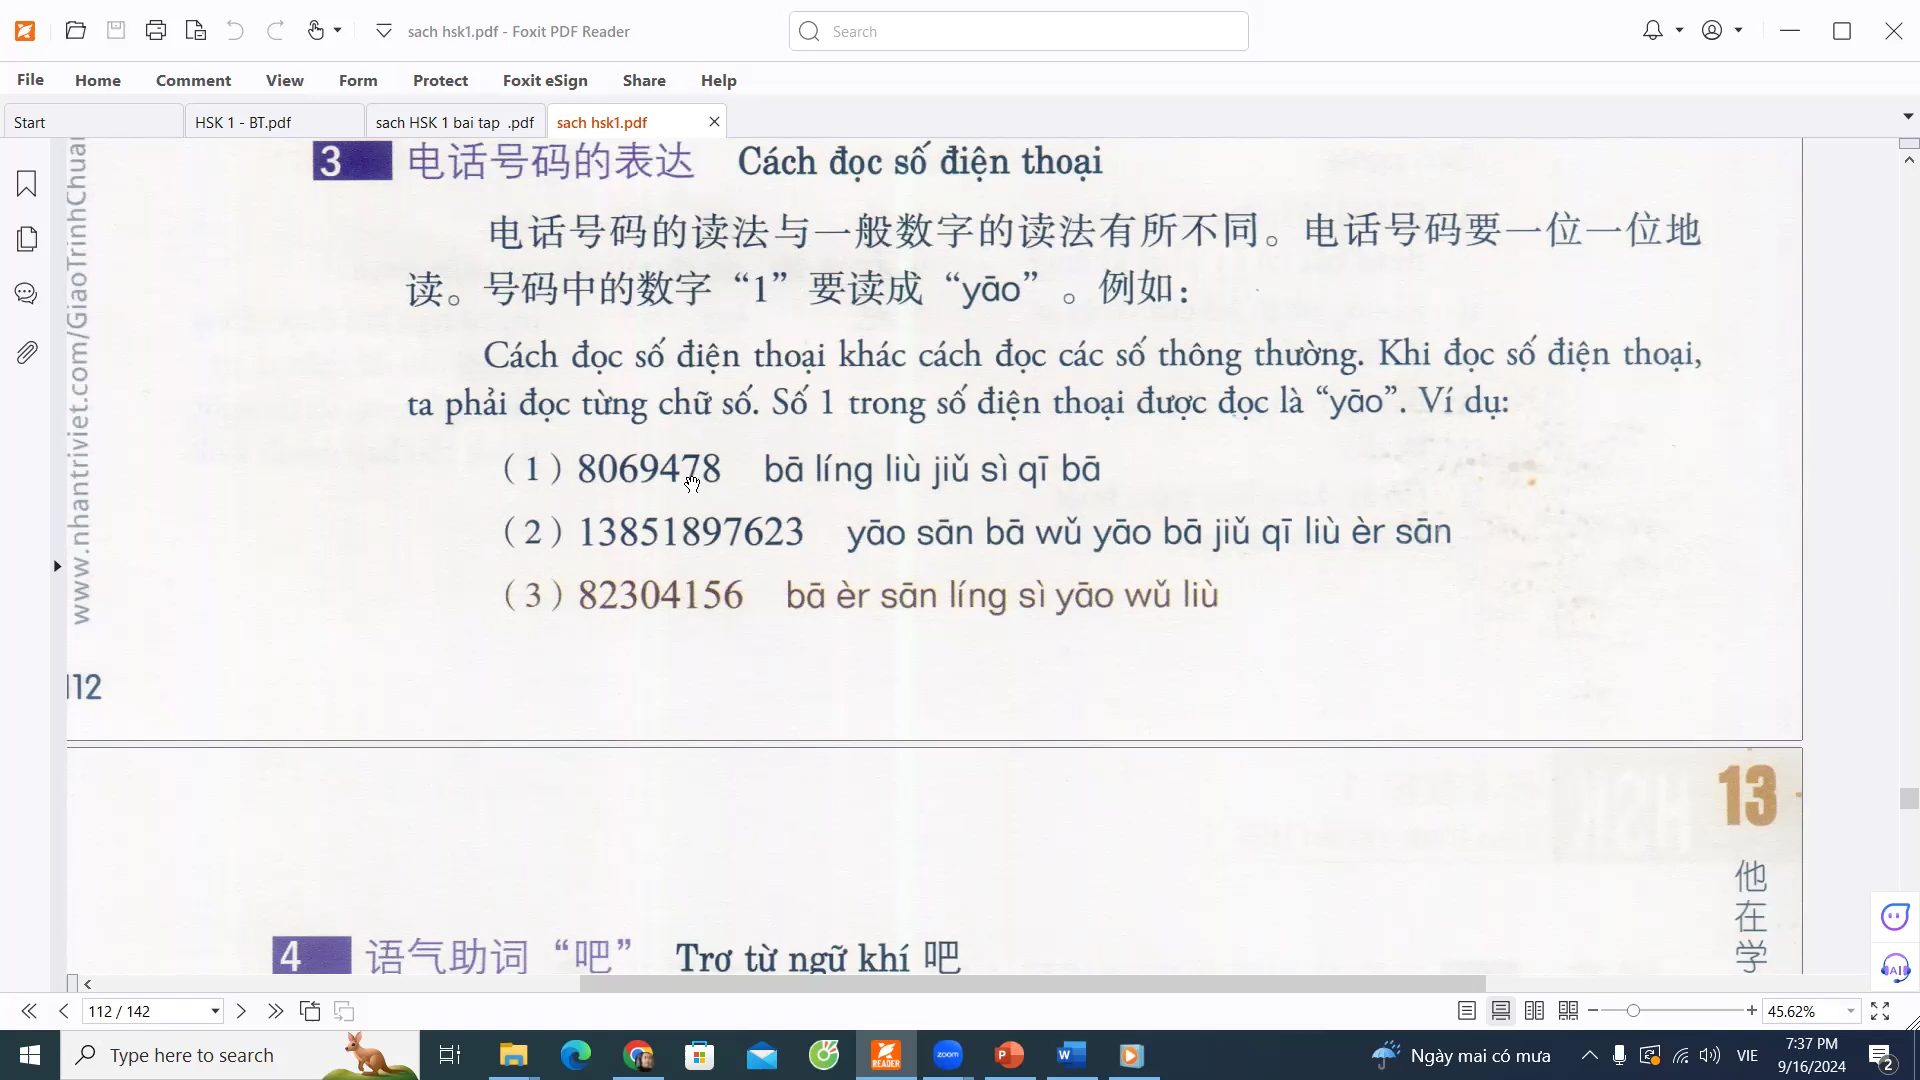 sach hsk1.pdf - Foxit PDF Reader
Search
File Home Comment View Form Protect Foxit eSign Share Help
Start
HSK 1 - BT.pdf
sach HSK 1 bai tap .pdf
sach hsk1.pdf
www.nhantriviet.com/GiaoTrinhChua
3 电话号码的表达 Cách đọc số điện thoại
电话号码的读法与一般数字的读法有所不同。电话号码要一位一位地
读。号码中的数字“1”要读成“yāo”。例如：
Cách đọc số điện thoại khác cách đọc các số thông thường. Khi đọc số điện thoại,
ta phải đọc từng chữ số. Số 1 trong số điện thoại được đọc là “yāo”. Ví dụ:
（1）8069478 bā líng liù jiǔ sì qī bā
（2）13851897623 yāo sān bā wǔ yāo bā jiǔ qī liù èr sān
（3）82304156 bā èr sān líng sì yāo wǔ liù
112
13
他在学
4 语气助词“吧” Trợ từ ngữ khí 吧
AI
112 / 142
45.62%
Type here to search
READER
zoom
Ngày mai có mưa
VIE
7:37 PM
9/16/2024
2